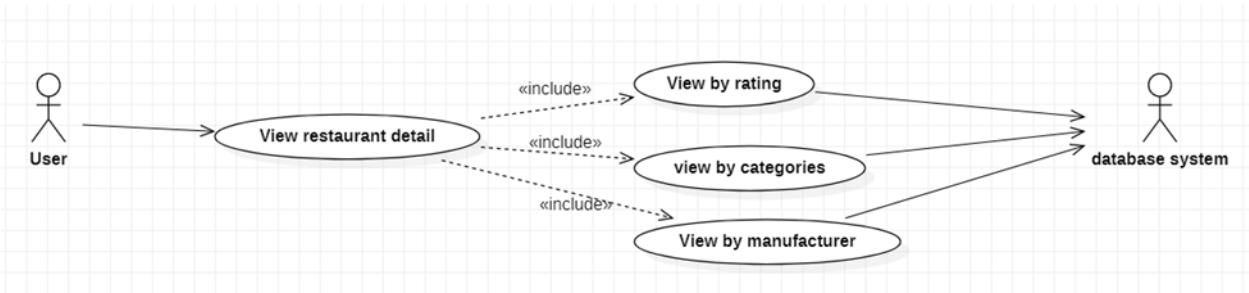 «include»
View by rating
View restaurant detail
«include»
User
view by categories
database system
«include»
View by manufacturer